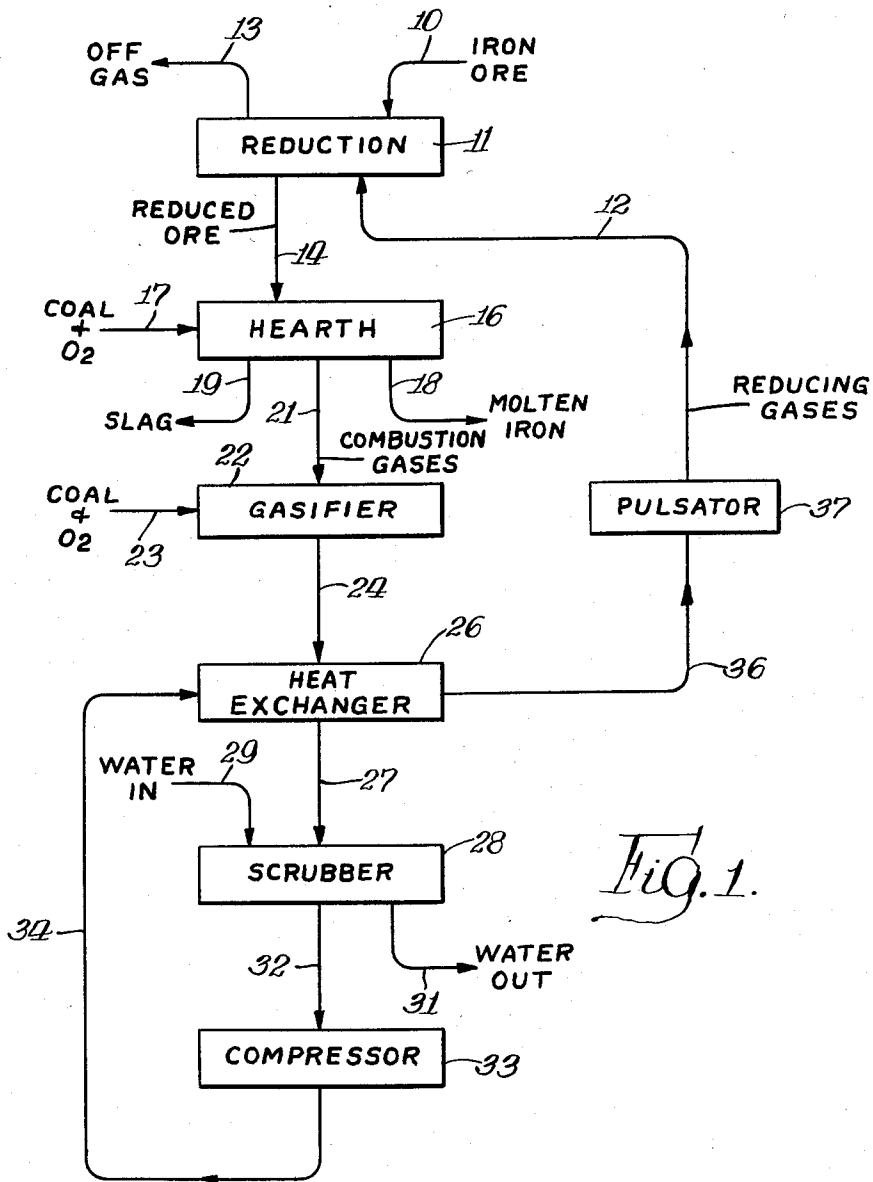 13
10
OFF
GAS
IRON
ORE
REDUCTION
11
REDUCED
ORE
14
12
COAL
+
O2
17
HEARTH
16
19
21
18
SLAG
MOLTEN
IRON
REDUCING
GASES
COMBUSTION
GASES
22
COAL
&
O2
23
GASIFIER
PULSATOR
37
24
26
HEAT
EXCHANGER
36
WATER
IN
29
27
SCRUBBER
28
Fig. 1.
34
32
31
WATER
OUT
COMPRESSOR
33